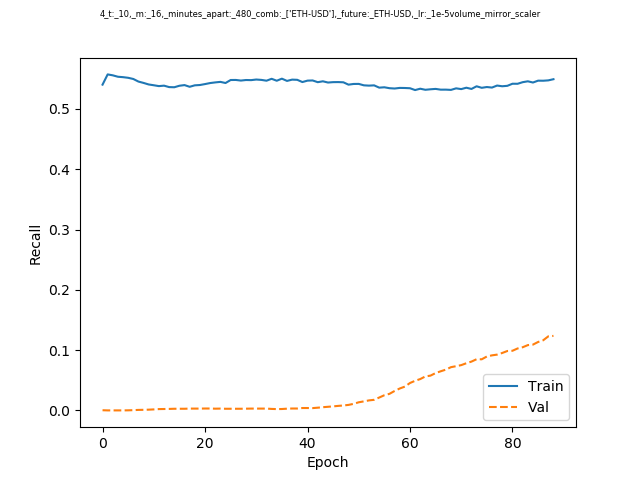 4_t:_10,_m:_16,_minutes_apart:_480_comb:_['ETH-USD'],_future:_ETH-USD,_lr:_1e-5volume_mirror_scaler
0.5
0.4
0.3
0.2
0.1
0.0
Recall
0 20 40 60 80
Epoch
Train
Val